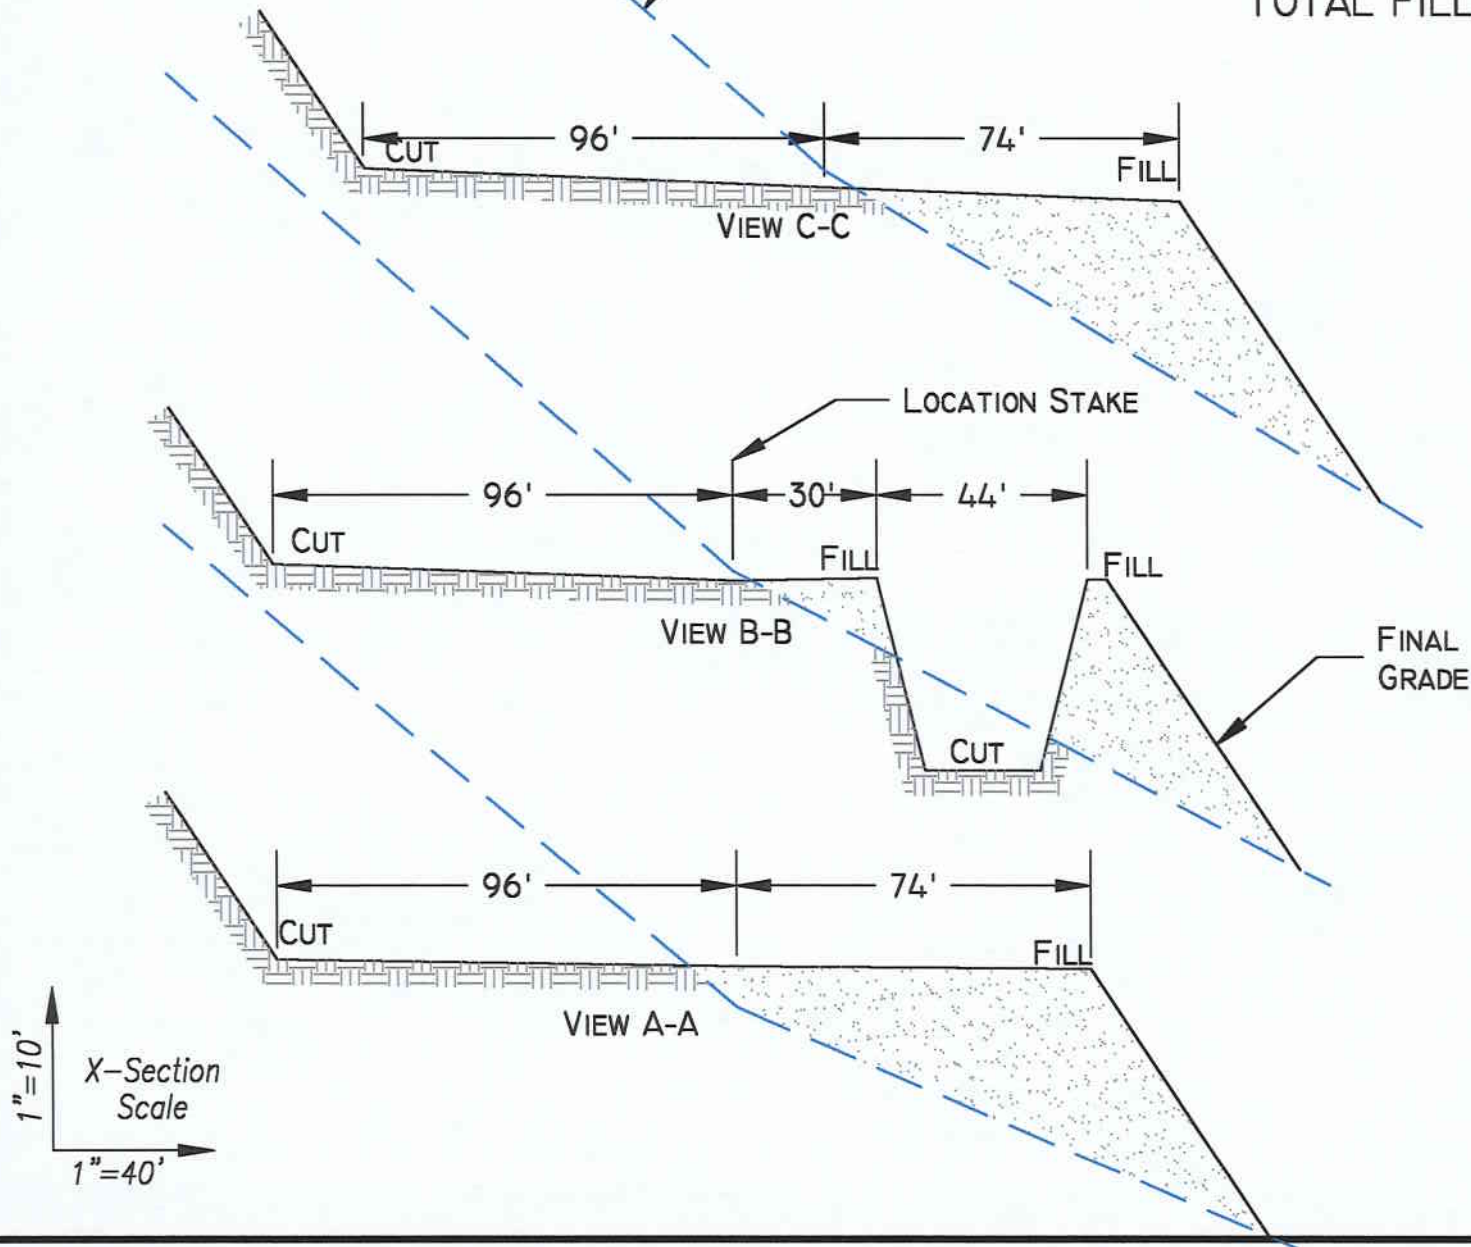 TOTAL FILL
96'
74'
CUT
FILL
VIEW C-C
LOCATION STAKE
96'
30'
44'
CUT
FILL
FILL
VIEW B-B
FINAL
GRADE
CUT
96'
74'
CUT
FILL
VIEW A-A
1"=10'
X-Section
Scale
1"=40'